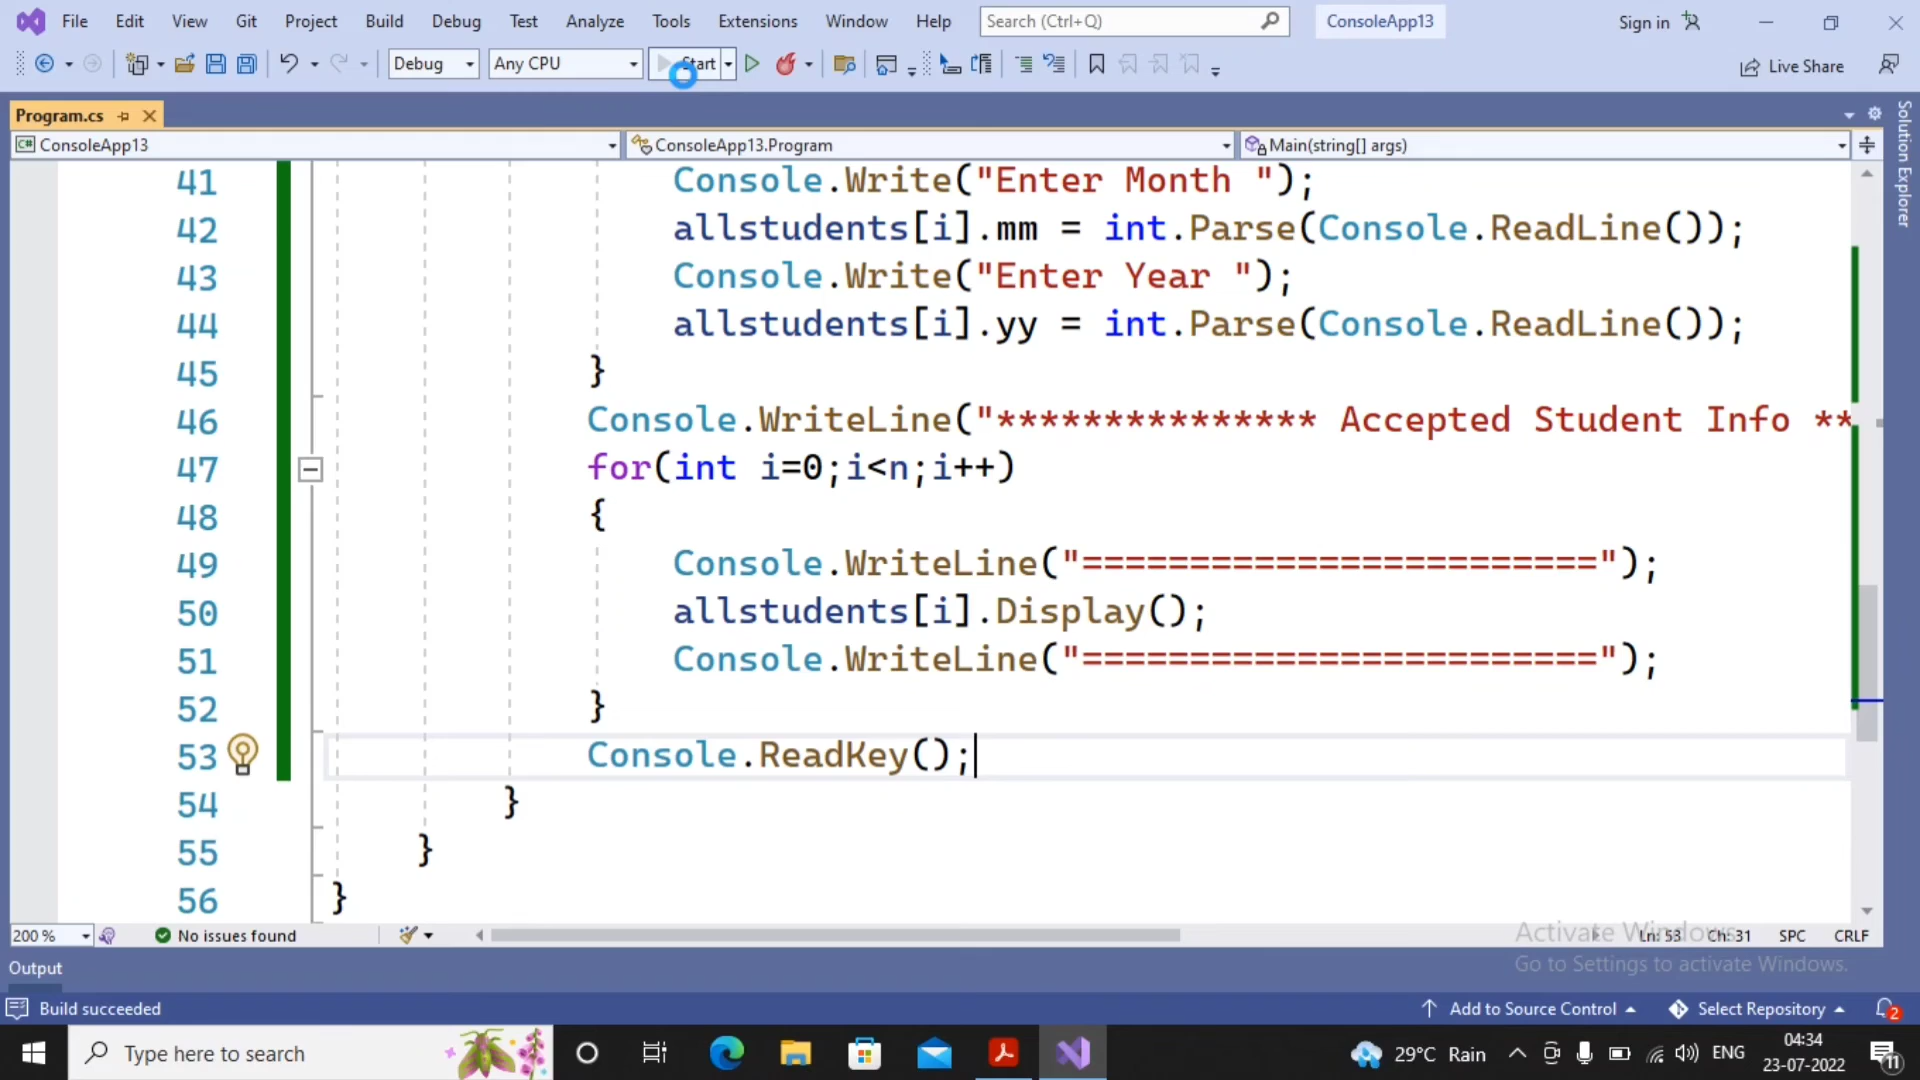 File Edit View Git Project Build Debug Test Analyze Tools Extensions Window Help Search (Ctrl+Q) ConsoleApp13 Sign in
Debug Any CPU Start Live Share
Program.cs
ConsoleApp13 ConsoleApp13.Program Main(string[] args)
Solution Explorer
41 Console.Write("Enter Month ");
42 allstudents[i].mm = int.Parse(Console.ReadLine());
43 Console.Write("Enter Year ");
44 allstudents[i].yy = int.Parse(Console.ReadLine());
45 }
46 Console.WriteLine("*************** Accepted Student Info **
47 for(int i=0;i<n;i++)
48 {
49 Console.WriteLine("========================");
50 allstudents[i].Display();
51 Console.WriteLine("========================");
52 }
53 Console.ReadKey();
54 }
55 }
56 }
200 % No issues found Ln: 53 Ch: 31 SPC CRLF
Activate Windows
Go to Settings to activate Windows.
Output
Build succeeded Add to Source Control Select Repository 2
Type here to search 29°C Rain ENG 04:34
23-07-2022 11